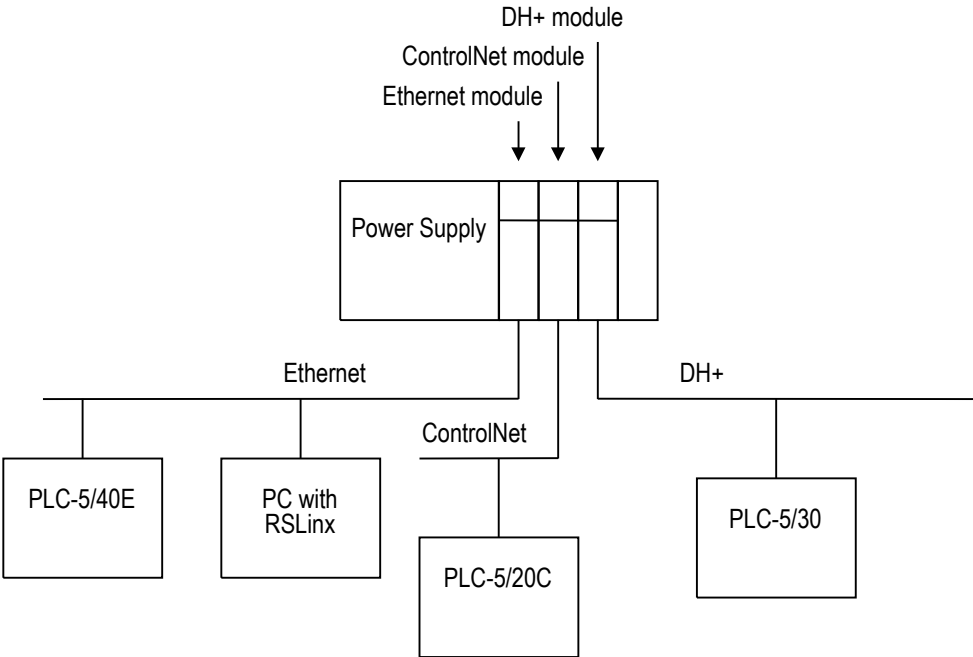 DH+ module
ControlNet module
Ethernet module
Power Supply
Ethernet
DH+
ControlNet
PLC-5/40E
PC with
RSLinx
PLC-5/30
PLC-5/20C